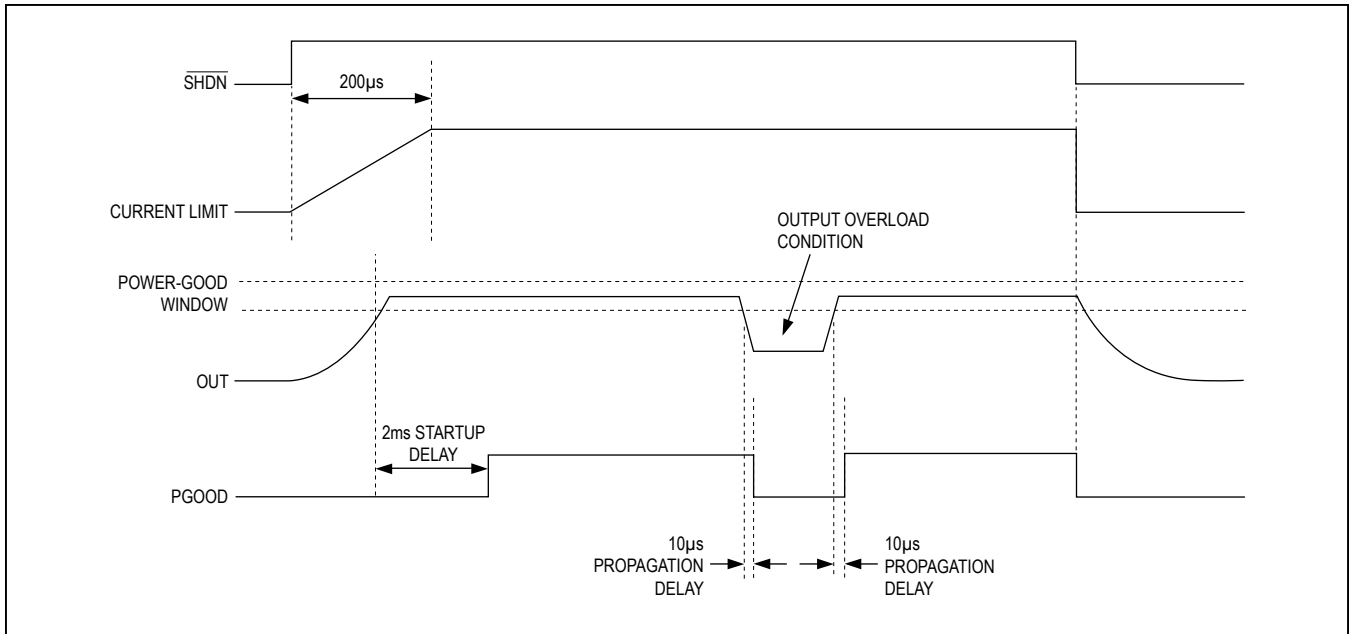 S̅H̅D̅N̅
200µs
CURRENT LIMIT
OUTPUT OVERLOAD
CONDITION
POWER-GOOD
WINDOW
OUT
2ms STARTUP
DELAY
PGOOD
10µs
PROPAGATION
DELAY
10µs
PROPAGATION
DELAY